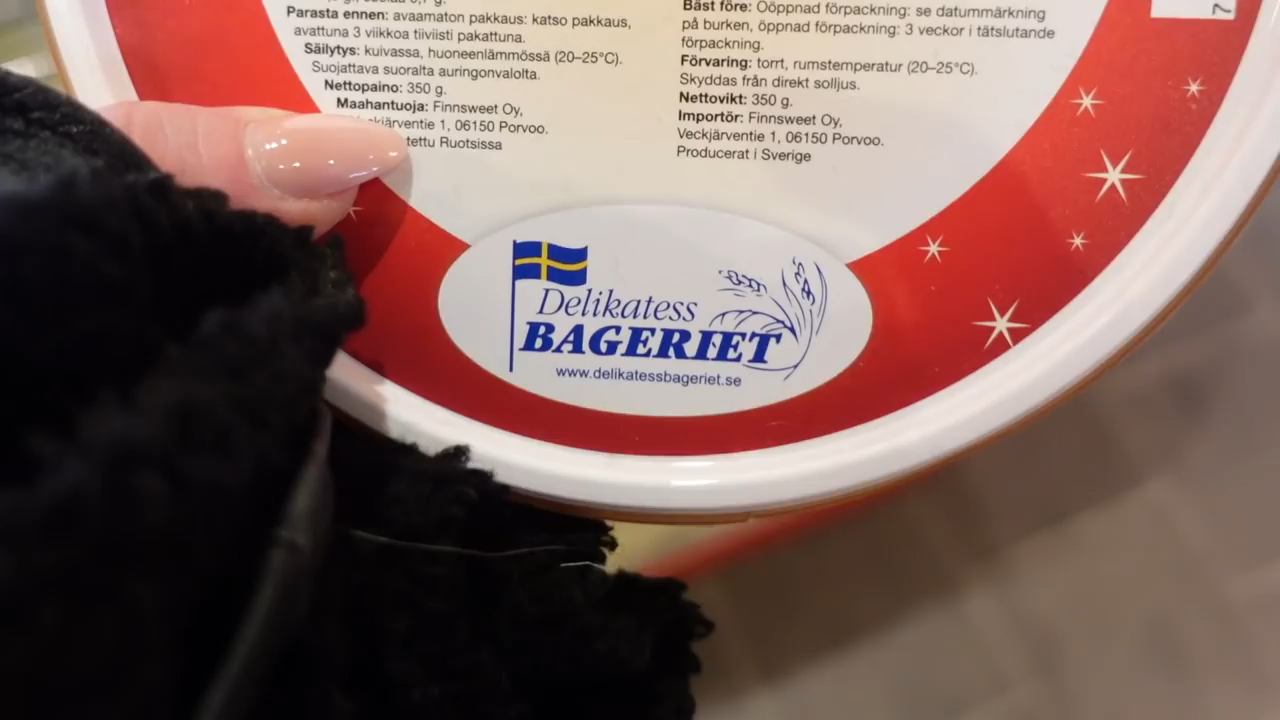 Parasta ennen: avaamaton pakkaus: katso pakkaus,
avattuna 3 viikkoa tiiviisti pakattuna.
Säilytys: kuivassa, huoneenlämmössä (20–25°C).
Suojattava suoralta auringonvalolta.
Nettopaino: 350 g.
Maahantuoja: Finnsweet Oy,
1, 06150 Porvoo.
Ruotsissa
Bäst före: Oöppnad förpackning: se datummärkning
på burken, öppnad förpackning: 3 veckor i tätslutande
förpackning.
Förvaring: torrt, rumstemperatur (20–25°C).
Skyddas från direkt solljus.
Nettovikt: 350 g.
Importör: Finnsweet Oy,
Veckjärventie 1, 06150 Porvoo.
Producerat i Sverige
7
Delikatess
BAGERIET
www.delikatessbageriet.se